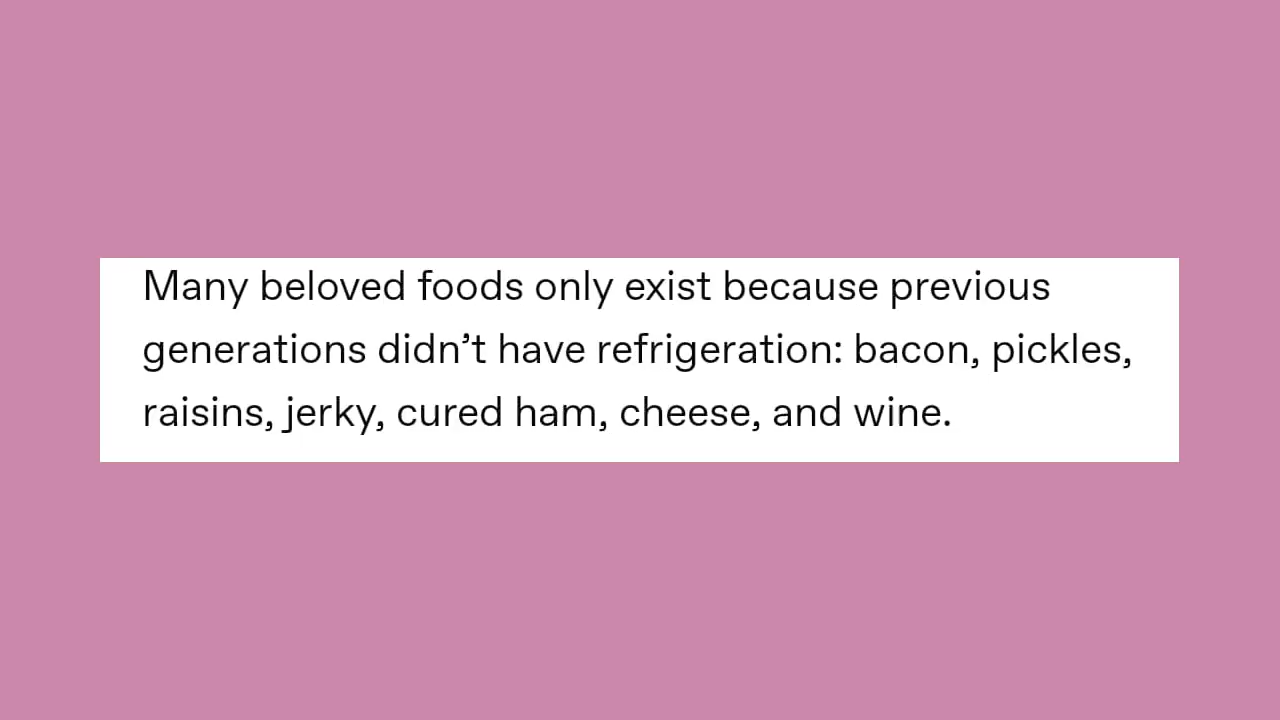 Many beloved foods only exist because previous
generations didn’t have refrigeration: bacon, pickles,
raisins, jerky, cured ham, cheese, and wine.